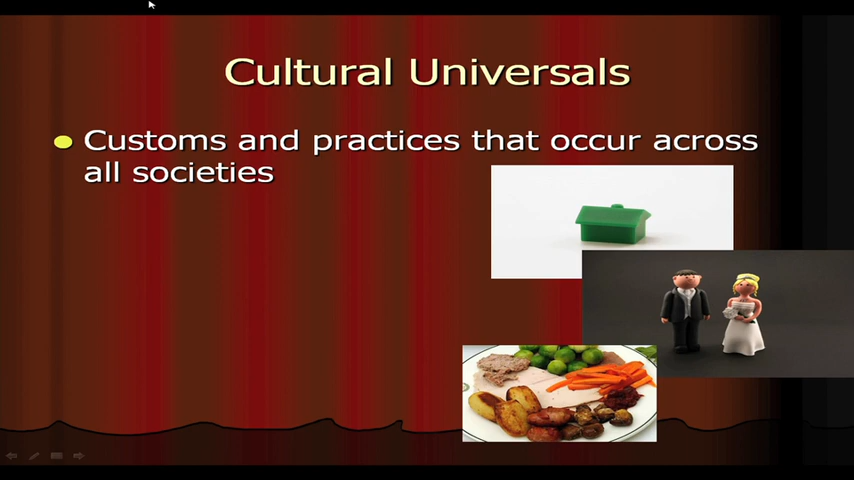 Cultural Universals
Customs and practices that occur across
all societies